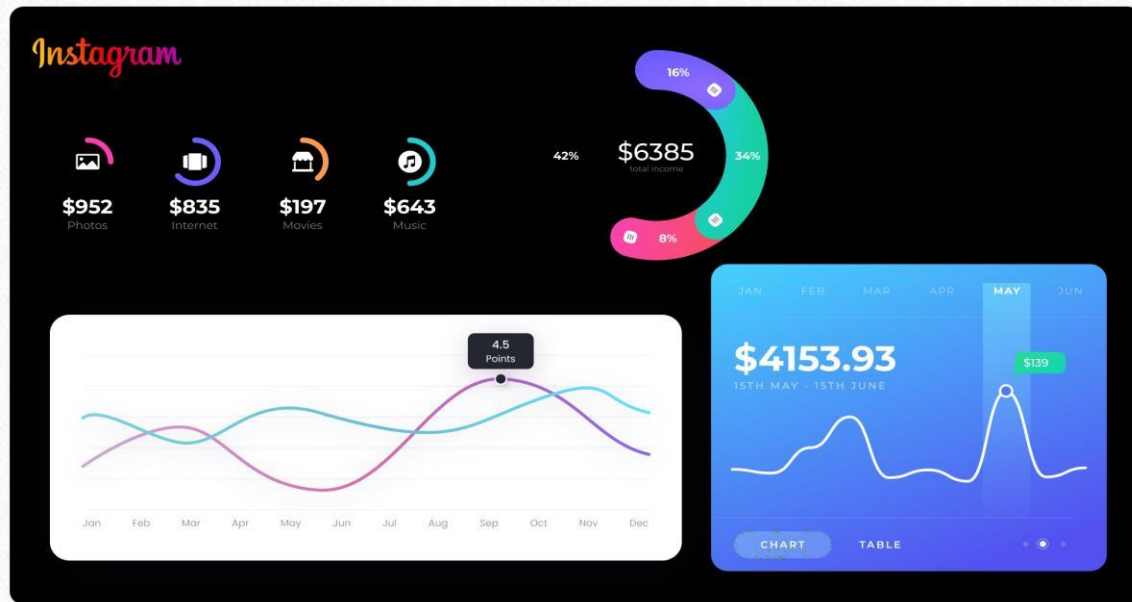 Instagram
$952
Photos
$835
Internet
$197
Movies
$643
Music
16%
42%
$6385
total income
34%
8%
4.5
Points
Jan Feb Mar Apr May Jun Jul Aug Sep Oct Nov Dec
JAN FEB MAR APR MAY JUN
$4153.93
15TH MAY - 15TH JUNE
$139
CHART TABLE